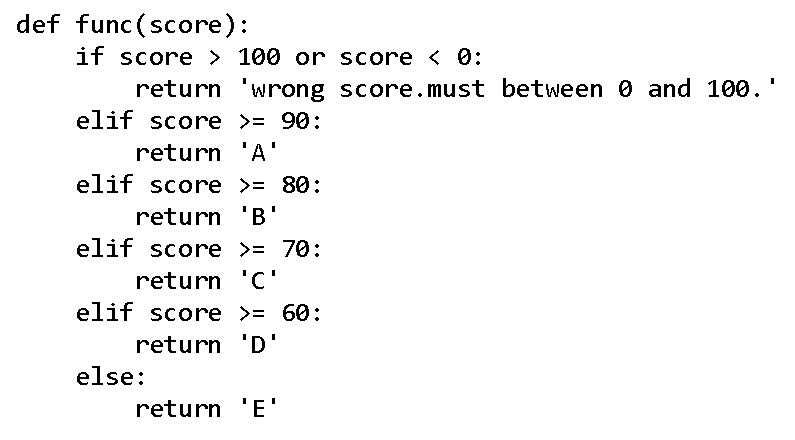 def func(score):
    if score > 100 or score < 0:
        return 'wrong score.must between 0 and 100.'
    elif score >= 90:
        return 'A'
    elif score >= 80:
        return 'B'
    elif score >= 70:
        return 'C'
    elif score >= 60:
        return 'D'
    else:
        return 'E'